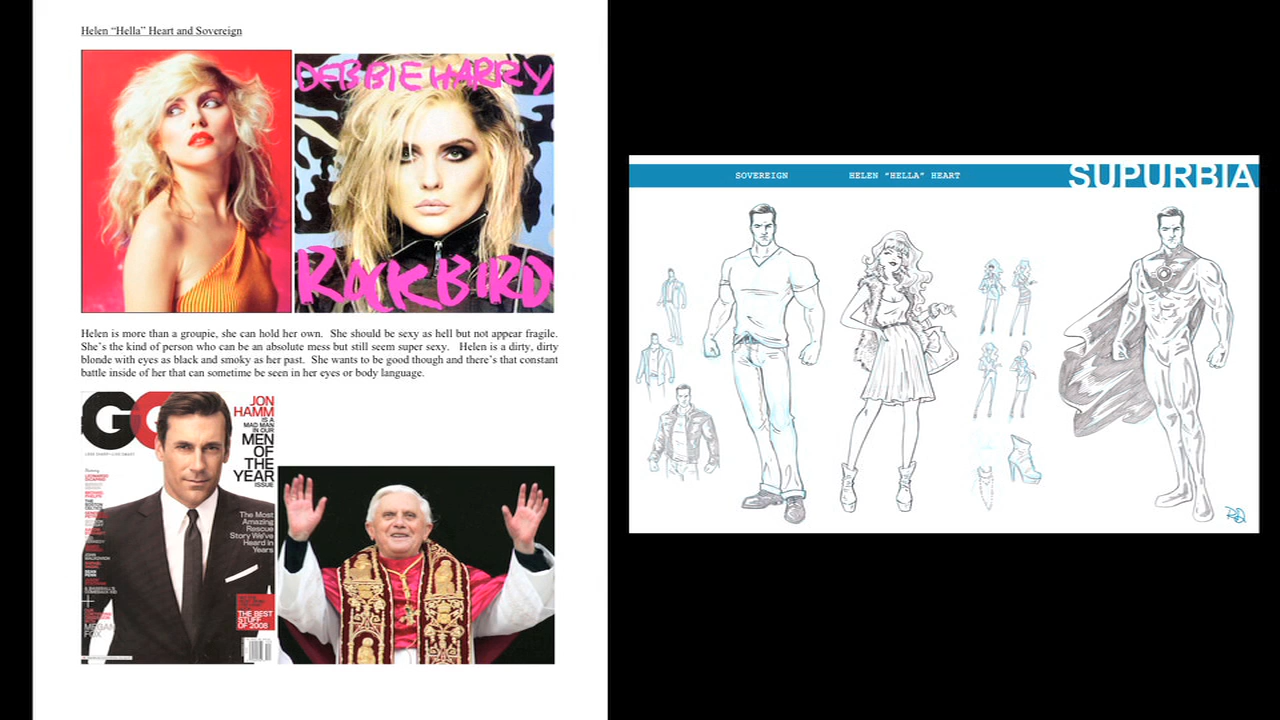 Helen “Hella” Heart and Sovereign
DEBBIE HARRY
ROCKBIRD
Helen is more than a groupie, she can hold her own.  She should be sexy as hell but not appear fragile.
She’s the kind of person who can be an absolute mess but still seem super sexy.   Helen is a dirty, dirty
blonde with eyes as black and smoky as her past.  She wants to be good though and there’s that constant
battle inside of her that can sometime be seen in her eyes or body language.
GQ
JON
HAMM
IS A
MAD MAN
IN OUR
MEN
OF
THE
YEAR
ISSUE
The Most
Amazing
Rescue
Story We've
Heard in
Years
THE BEST
STUFF
OF 2008
MEGAN
FOX
SOVEREIGN
HELEN “HELLA” HEART
SUPURBIA